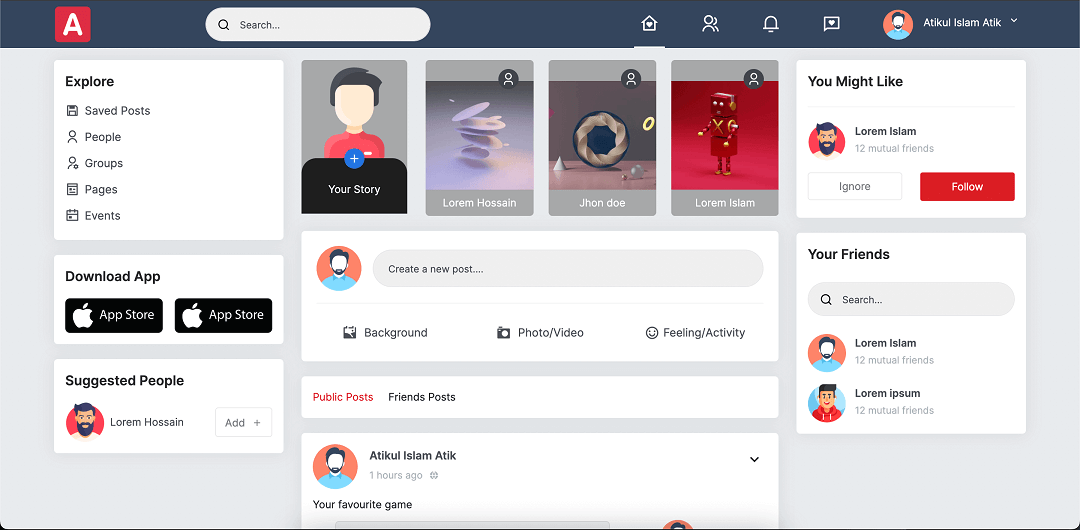 A
Search...
Atikul Islam Atik
Explore
Saved Posts
People
Groups
Pages
Events
Download App
App Store
App Store
Suggested People
Lorem Hossain
Add +
Your Story
Lorem Hossain
Jhon doe
Lorem Islam
Create a new post....
Background
Photo/Video
Feeling/Activity
Public Posts
Friends Posts
Atikul Islam Atik
1 hours ago
Your favourite game
You Might Like
Lorem Islam
12 mutual friends
Ignore
Follow
Your Friends
Search...
Lorem Islam
12 mutual friends
Lorem ipsum
12 mutual friends